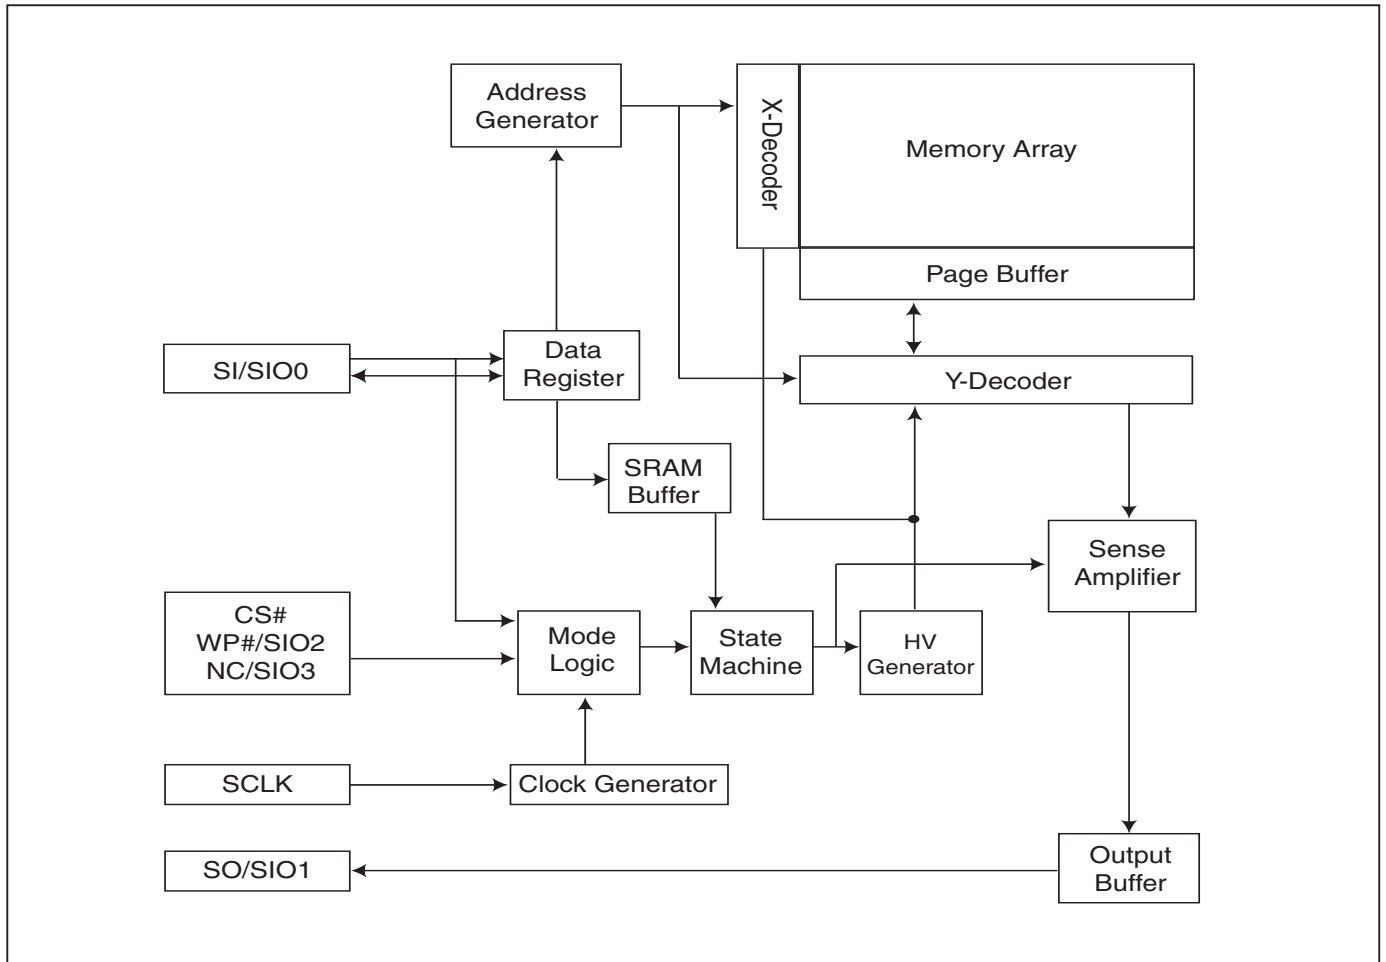 Address
Generator
X-Decoder
Memory Array
Page Buffer
SI/SIO0
Data
Register
Y-Decoder
SRAM
Buffer
Sense
Amplifier
CS#
WP#/SIO2
NC/SIO3
Mode
Logic
State
Machine
HV
Generator
SCLK
Clock Generator
SO/SIO1
Output
Buffer